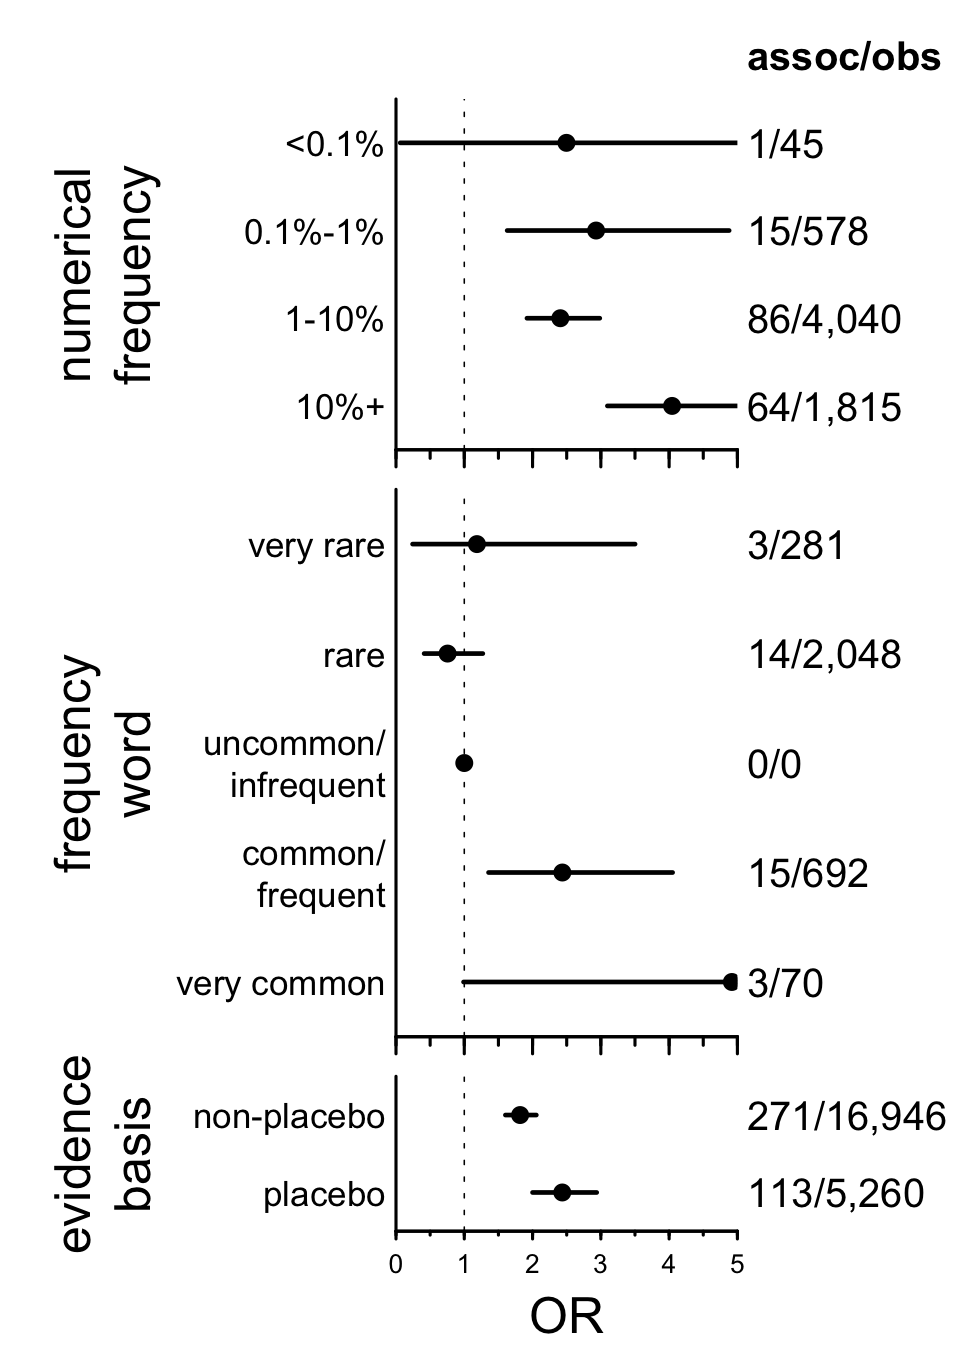 assoc/obs
numerical
frequency
<0.1% 1/45
0.1%-1% 15/578
1-10% 86/4,040
10%+ 64/1,815
frequency
word
very rare 3/281
rare 14/2,048
uncommon/
infrequent 0/0
common/
frequent 15/692
very common 3/70
evidence
basis
non-placebo 271/16,946
placebo 113/5,260
0 1 2 3 4 5
OR